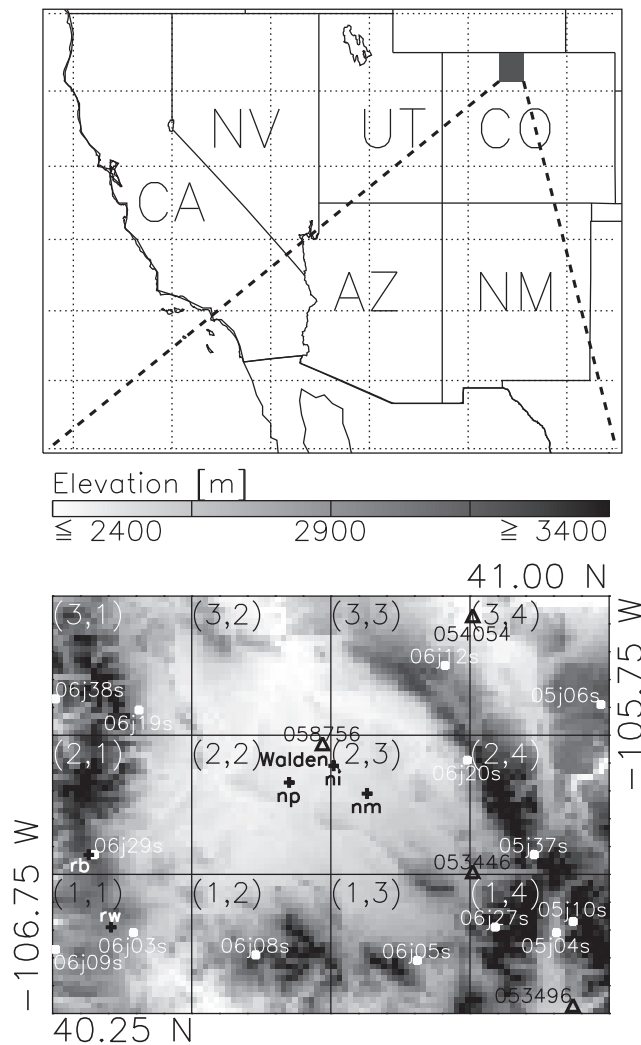 NV UT CO
CA
AZ NM
Elevation [m]
≤ 2400 2900 ≥ 3400
41.00 N
(3,1) (3,2) (3,3) (3,4)
054054
06j12s
06j38s 05j06s
06j19s
-105.75 W
058756
(2,1) (2,2) Walden (2,3) (2,4)
ni 06j20s
np nm
06j29s 05j37s
rb 053446
(1,1) (1,2) (1,3) (1,4)
rw 06j27s 05j10s
06j03s 05j04s
06j09s 06j08s 06j05s
053496
-106.75 W
40.25 N